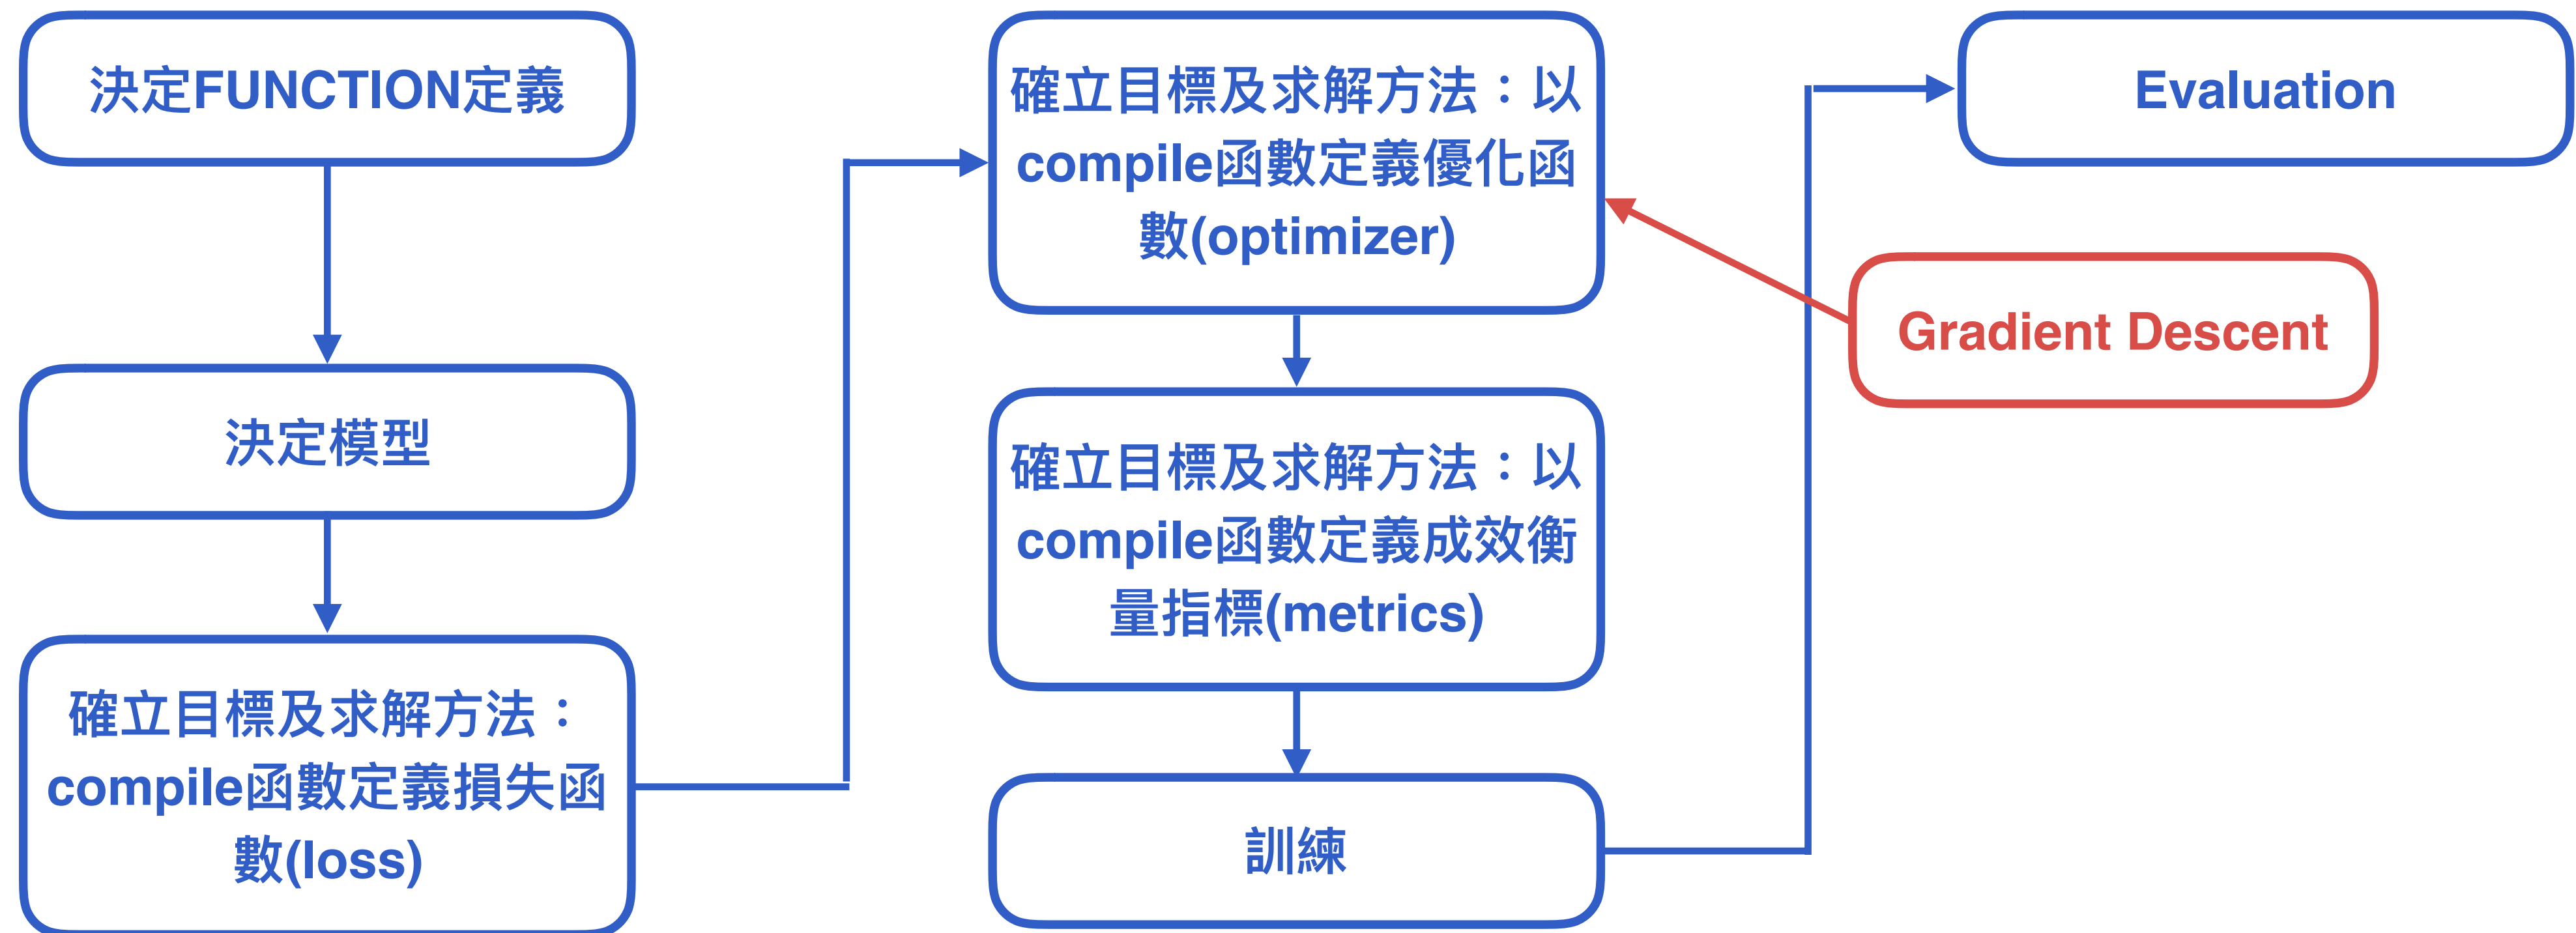 決定FUNCTION定義
決定模型
確立目標及求解方法：
compile函數定義損失函
數(loss)
確立目標及求解方法：以
compile函數定義優化函
數(optimizer)
確立目標及求解方法：以
compile函數定義成效衡
量指標(metrics)
訓練
Evaluation
Gradient Descent